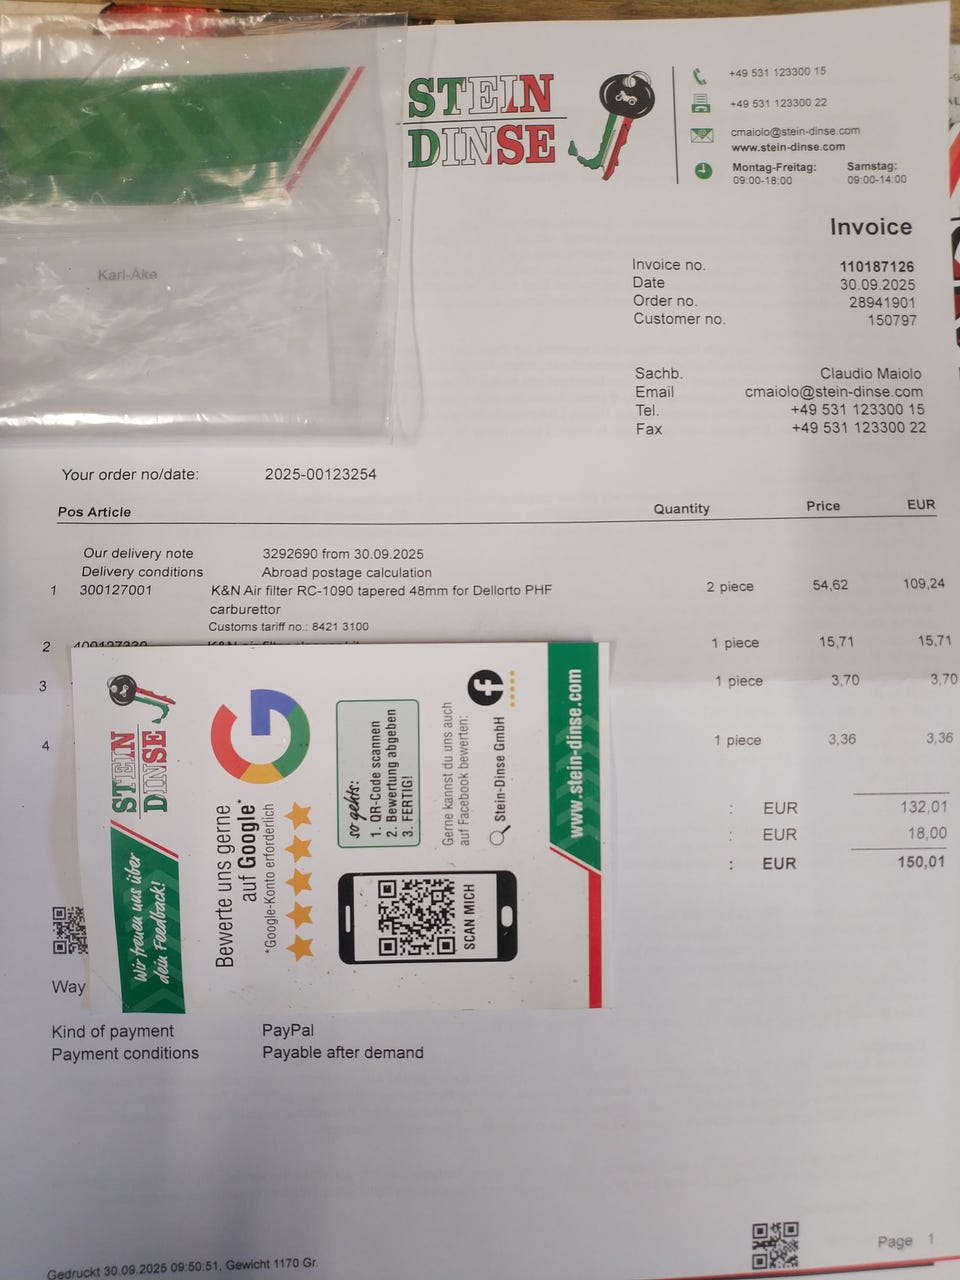 STEIN
DINSE
+49 531 123300 15
+49 531 123300 22
cmaiolo@stein-dinse.com
www.stein-dinse.com
Montag-Freitag: Samstag:
09:00-18:00 09:00-14:00
Invoice
Karl-Åke
Invoice no. 110187126
Date 30.09.2025
Order no. 28941901
Customer no. 150797
Sachb. Claudio Maiolo
Email cmaiolo@stein-dinse.com
Tel. +49 531 123300 15
Fax +49 531 123300 22
Your order no/date: 2025-00123254
Pos Article Quantity Price EUR
Our delivery note 3292690 from 30.09.2025
Delivery conditions Abroad postage calculation
1 300127001 K&N Air filter RC-1090 tapered 48mm for Dellorto PHF 2 piece 54,62 109,24
carburettor
Customs tariff no.: 8421 3100
2 1 piece 15,71 15,71
3 1 piece 3,70 3,70
4 1 piece 3,36 3,36
: EUR 132,01
: EUR 18,00
: EUR 150,01
STEIN
DINSE
Wir freuen uns über
dein Feedback!
Bewerte uns gerne
auf Google*
*Google-Konto erforderlich
so gehts:
1. QR-Code scannen
2. Bewertung abgeben
3. FERTIG!
SCAN MICH
Gerne kannst du uns auch
auf Facebook bewerten:
Stein-Dinse GmbH
www.stein-dinse.com
Way
Kind of payment PayPal
Payment conditions Payable after demand
Page 1
Gedruckt 30.09.2025 09:50:51, Gewicht 1170 Gr.